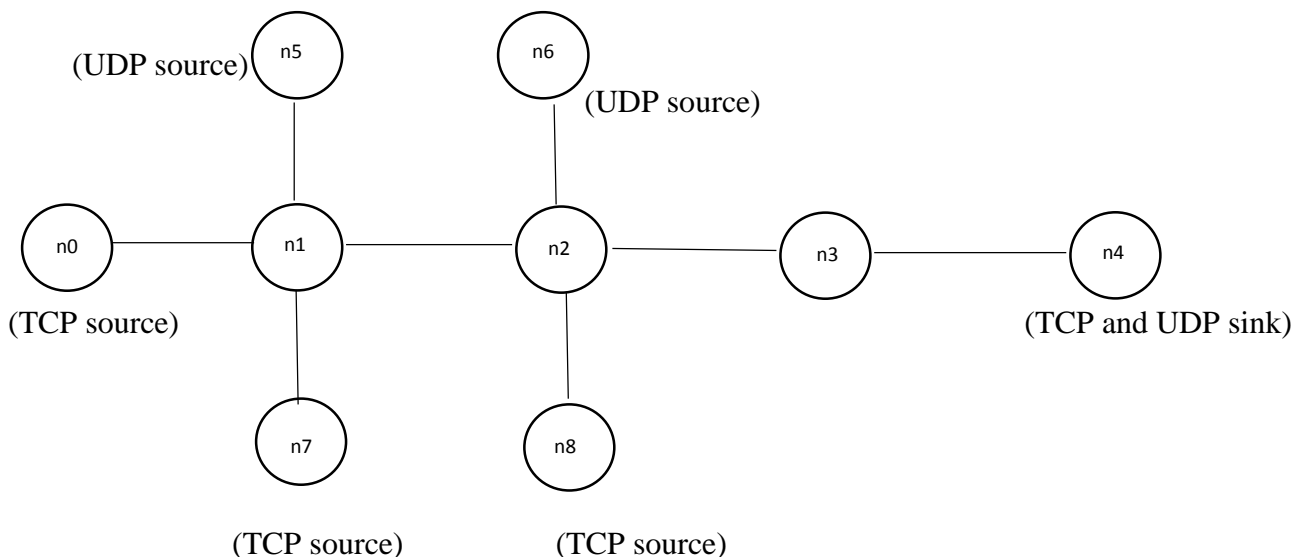 n5
n6
(UDP source)
(UDP source)
n0
n1
n2
n3
n4
(TCP source)
(TCP and UDP sink)
n7
n8
(TCP source)
(TCP source)